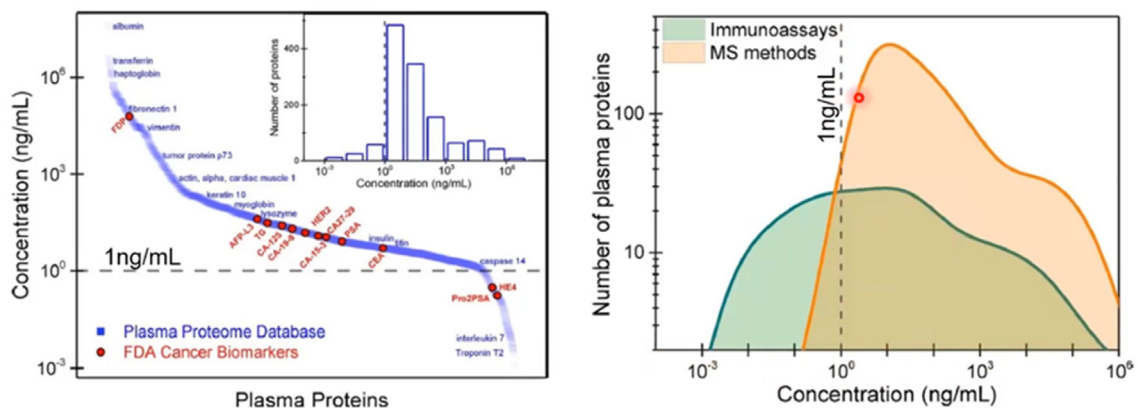 albumin
transferrin
haptoglobin
fibronectin 1
FDP
vimentin
tumor protein p73
actin, alpha, cardiac muscle 1
keratin 10
myoglobin
lysozyme
AFP-L3
TG
CA-125
CA-19-9
CA-15-3
HER2
CA27-29
PSA
insulin
titin
CEA
caspase 14
HE4
Pro2PSA
interleukin 7
Troponin T2
1ng/mL
Plasma Proteome Database
FDA Cancer Biomarkers
Concentration (ng/mL)
10⁶
10³
10⁰
10⁻³
Plasma Proteins
Number of proteins
400
200
0
10⁻³
10⁰
10³
10⁶
Concentration (ng/mL)
Immunoassays
MS methods
1ng/mL
Number of plasma proteins
100
10
10⁻³
10⁰
10³
10⁶
Concentration (ng/mL)